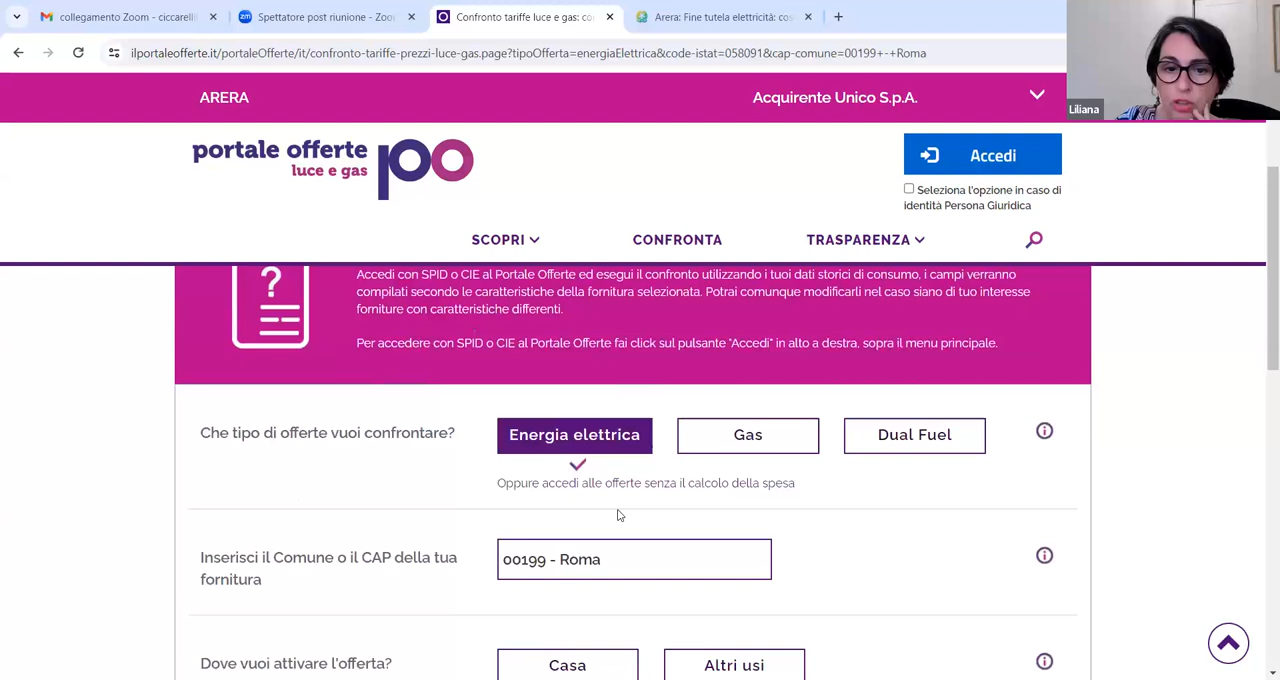 collegamento Zoom - ciccarelli
Spettatore post riunione - Zoo
Confronto tariffe luce e gas: co
Arera: Fine tutela elettricità: cos
ilportaleofferte.it/portaleOfferte/it/confronto-tariffe-prezzi-luce-gas.page?tipoOfferta=energiaElettrica&code-istat=058091&cap-comune=00199+-+Roma
Liliana
ARERA
Acquirente Unico S.p.A.
portale offerte
luce e gas
po
Accedi
Seleziona l'opzione in caso di
identità Persona Giuridica
SCOPRI
CONFRONTA
TRASPARENZA
Accedi con SPID o CIE al Portale Offerte ed esegui il confronto utilizzando i tuoi dati storici di consumo, i campi verranno
compilati secondo le caratteristiche della fornitura selezionata. Potrai comunque modificarli nel caso siano di tuo interesse
forniture con caratteristiche differenti.
Per accedere con SPID o CIE al Portale Offerte fai click sul pulsante "Accedi" in alto a destra, sopra il menu principale.
Che tipo di offerte vuoi confrontare?
Energia elettrica
Gas
Dual Fuel
Oppure accedi alle offerte senza il calcolo della spesa
Inserisci il Comune o il CAP della tua
fornitura
00199 - Roma
Dove vuoi attivare l'offerta?
Casa
Altri usi